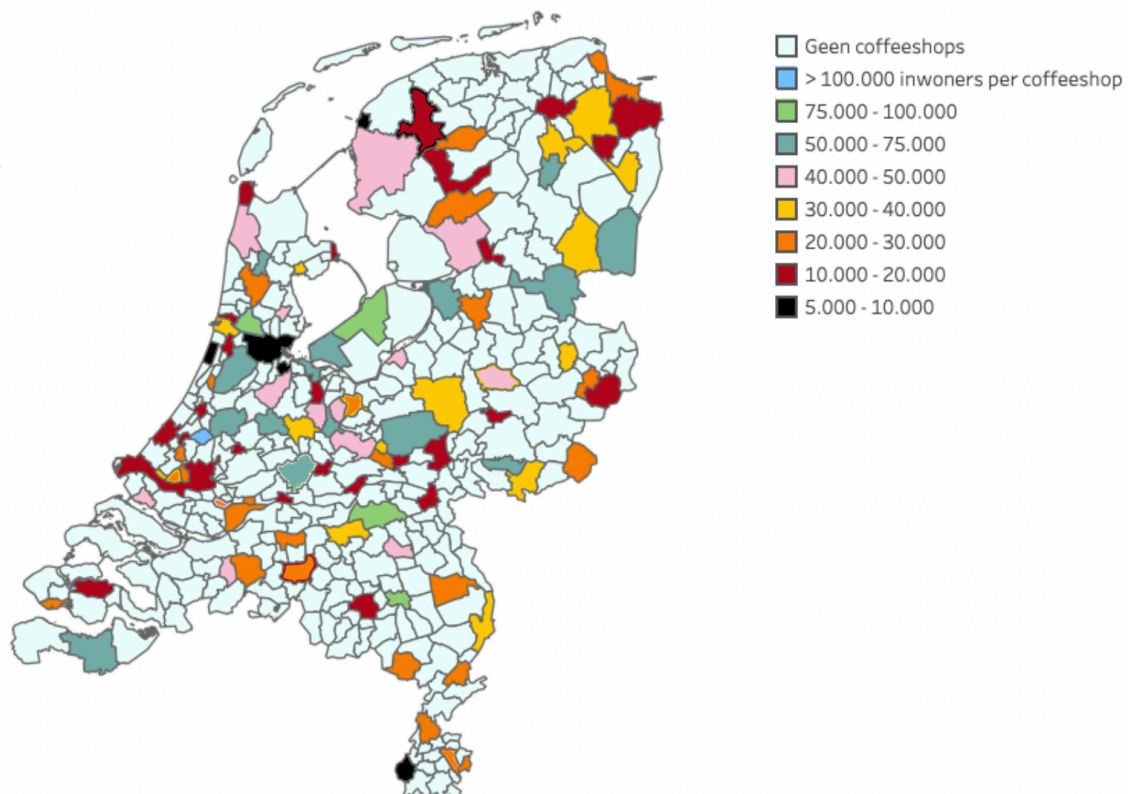 Geen coffeeshops
> 100.000 inwoners per coffeeshop
75.000 - 100.000
50.000 - 75.000
40.000 - 50.000
30.000 - 40.000
20.000 - 30.000
10.000 - 20.000
5.000 - 10.000